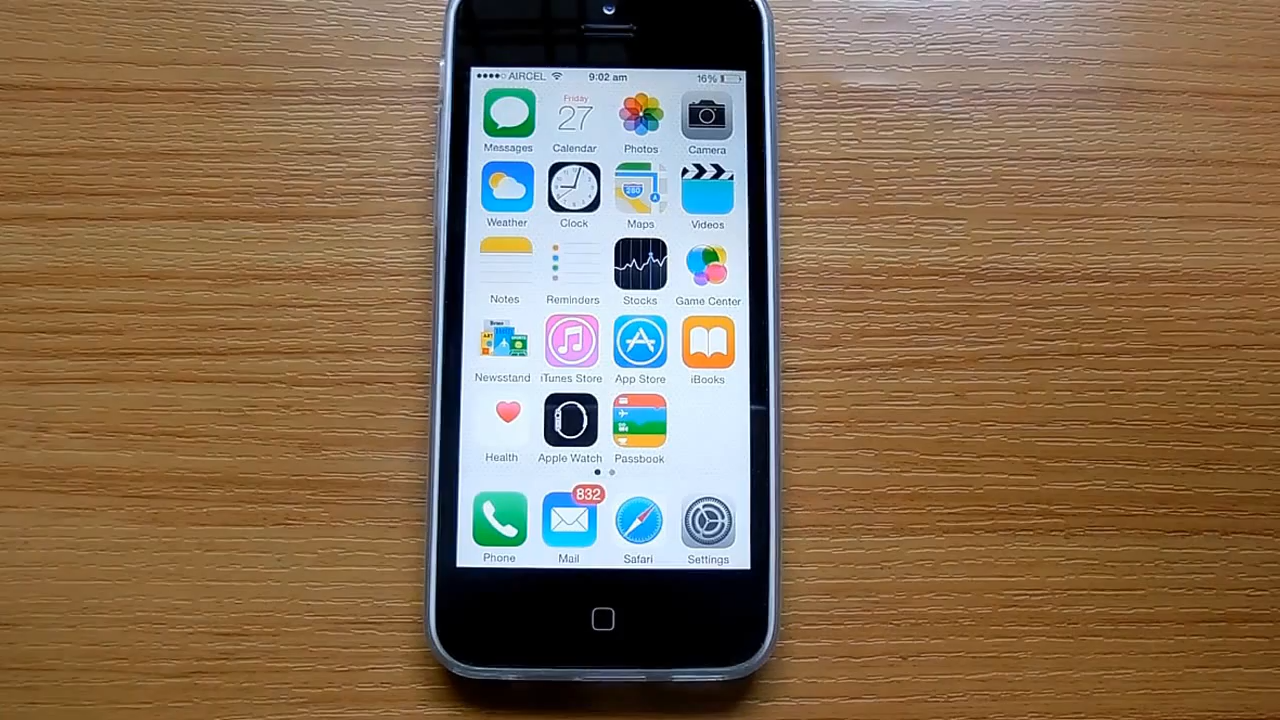 AIRCEL 9:02 am 16%
Friday
27
Messages Calendar Photos Camera
280
Weather Clock Maps Videos
Notes Reminders Stocks Game Center
Newsstand iTunes Store App Store iBooks
Health Apple Watch Passbook
832
Phone Mail Safari Settings